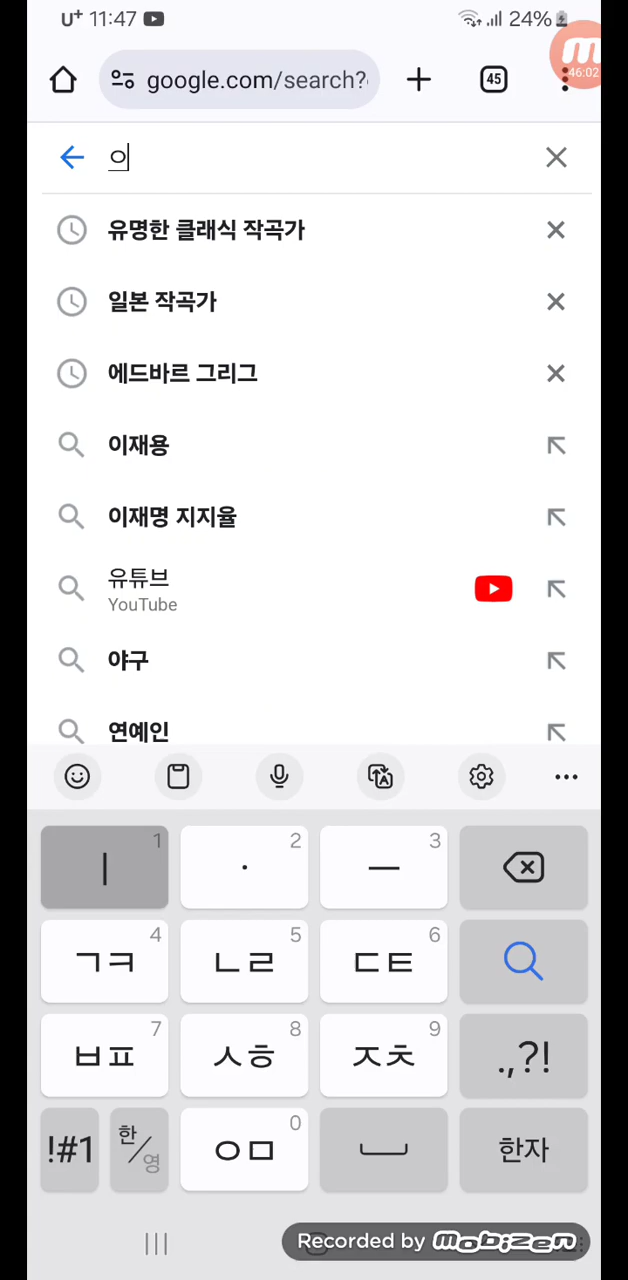 U+ 11:47 24%
google.com/search? 45
46:02
ㅇ
유명한 클래식 작곡가
일본 작곡가
에드바르 그리그
이재용
이재명 지지율
유튜브
YouTube
야구
연예인
ㅣ 1 · 2 ㅡ 3
ㄱㅋ 4 ㄴㄹ 5 ㄷㅌ 6
ㅂㅍ 7 ㅅㅎ 8 ㅈㅊ 9 .,?!
!#1 한/영 ㅇㅁ 0 한자
Recorded by mobizen